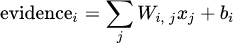 evidence_i = \sum_j W_{i, j} x_j + b_i